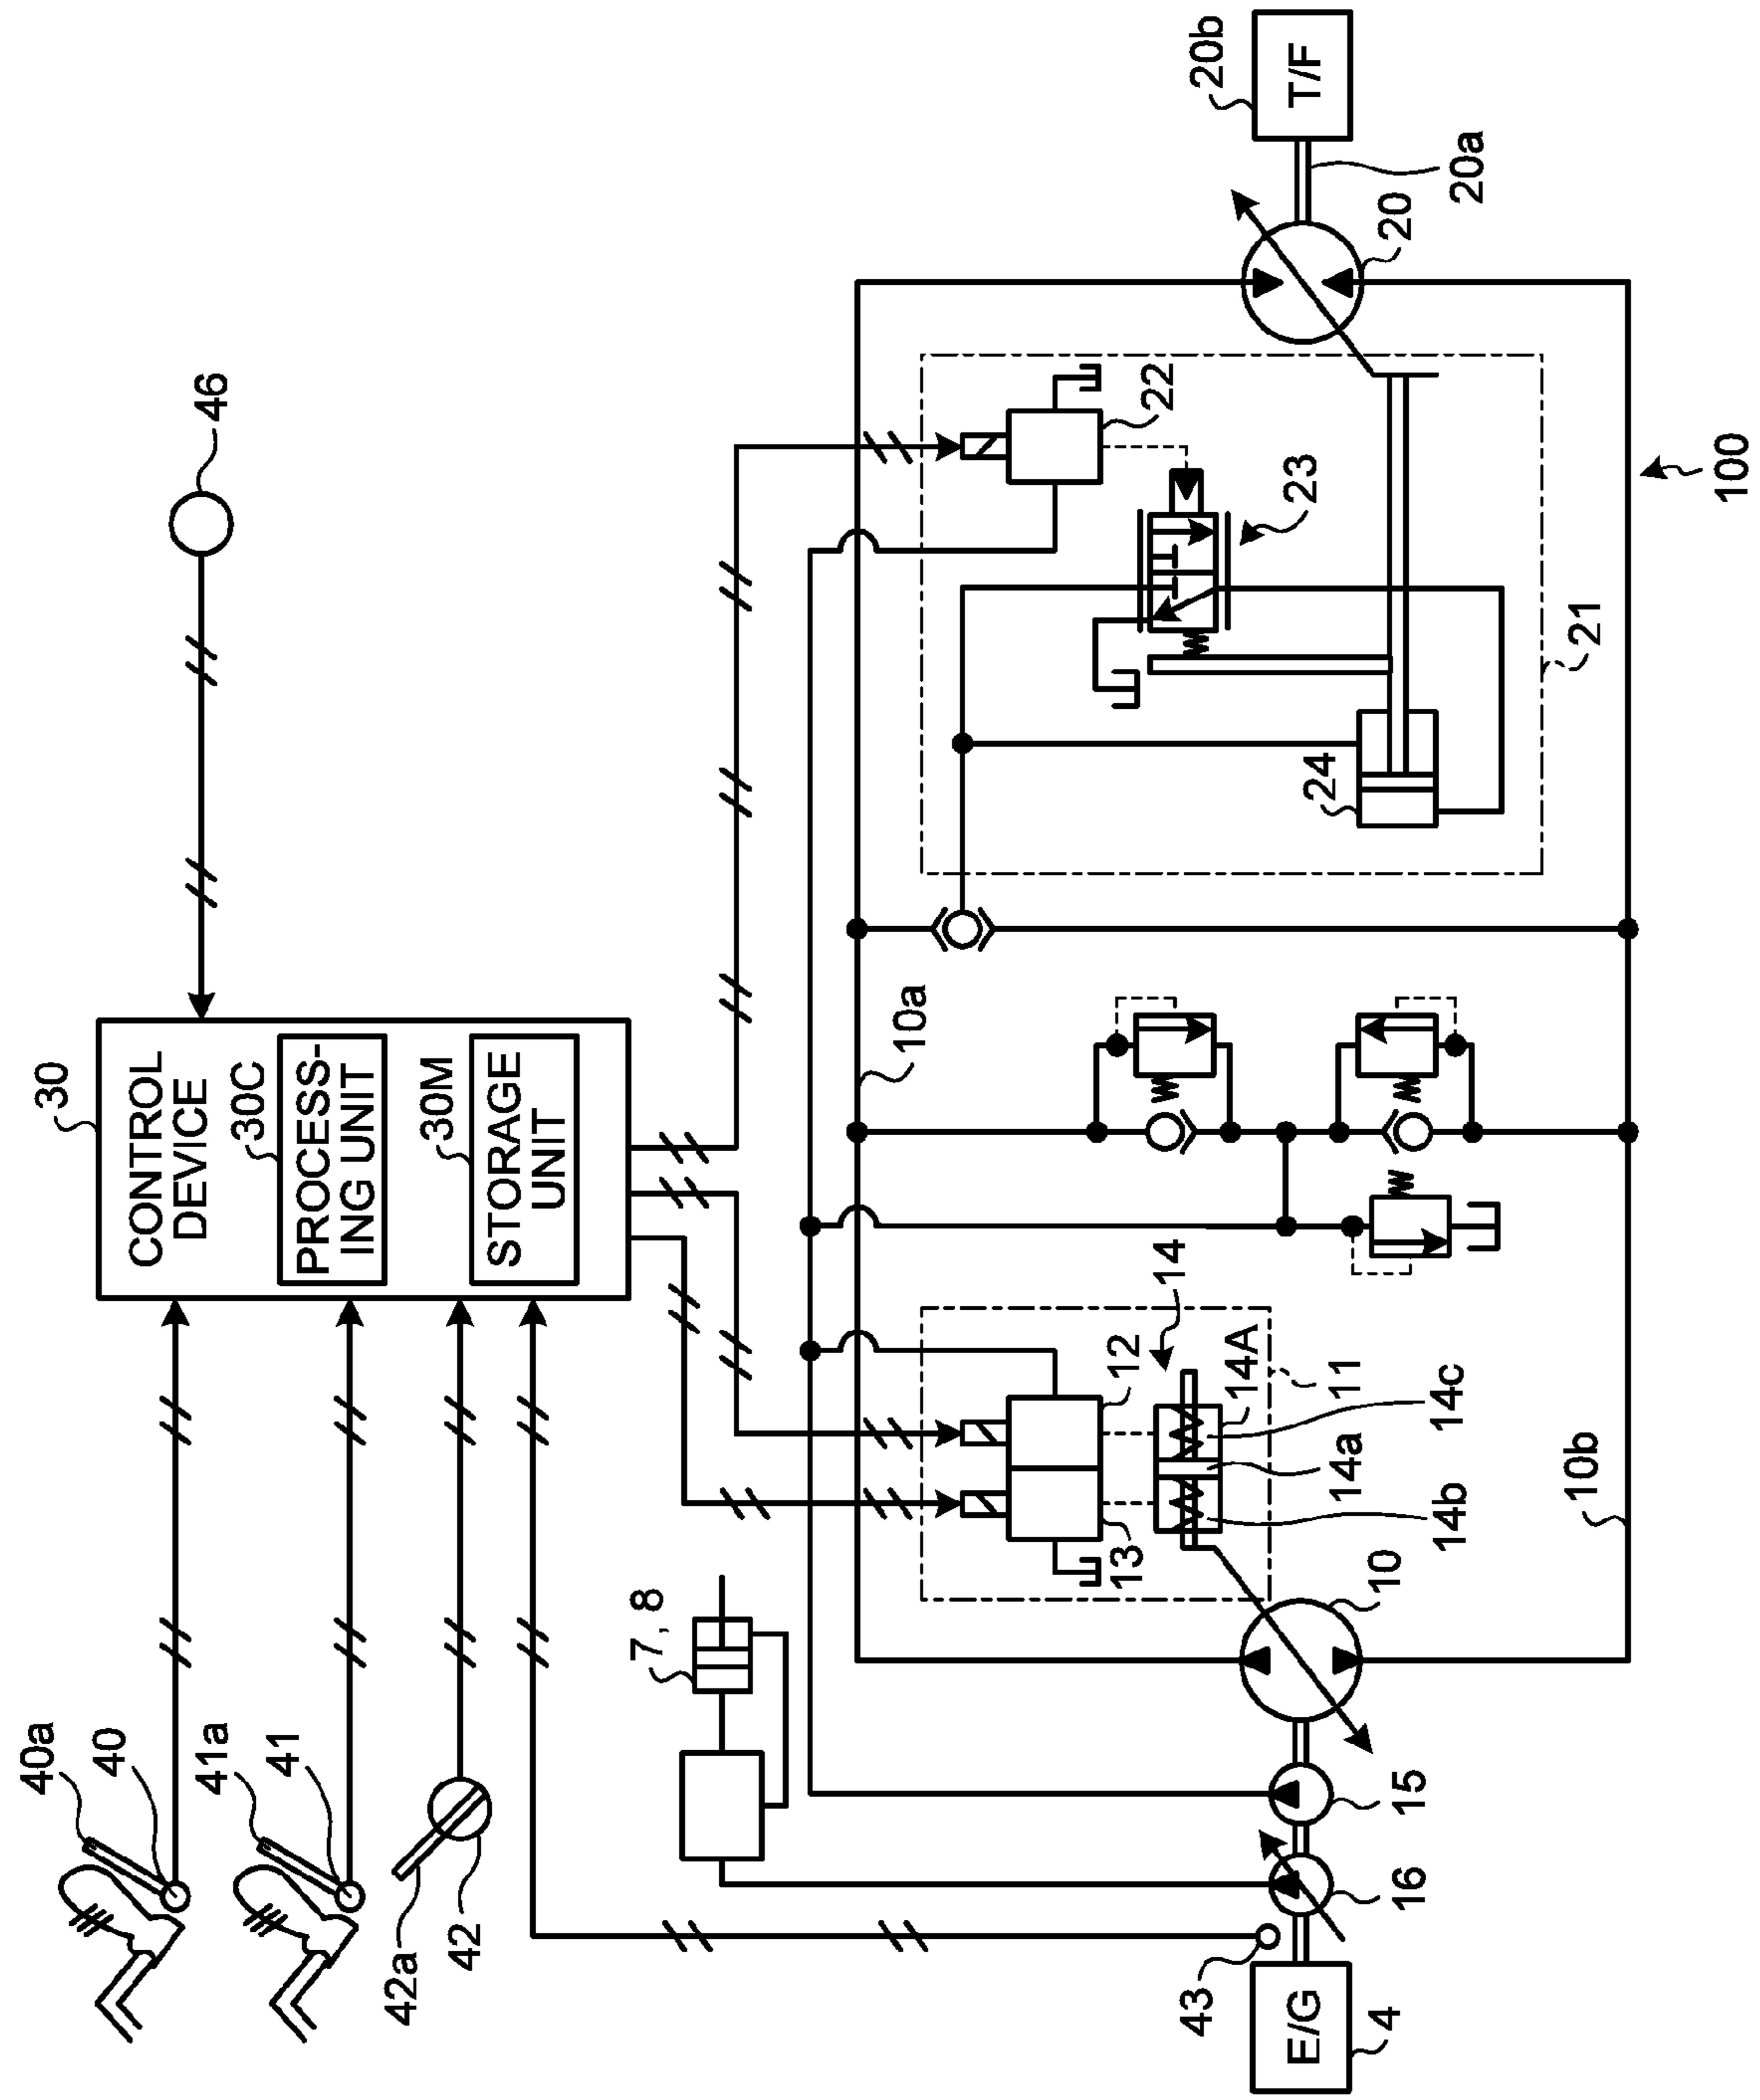 40a
40
41a
41
42a
42
43
E/G
4
30
CONTROL
DEVICE
30C
PROCESS-
ING UNIT
30M
STORAGE
UNIT
46
7, 8
16
15
10
10a
10b
13
12
14
14A
11
14c
14a
14b
22
23
24
21
20b
T/F
20a
20
100